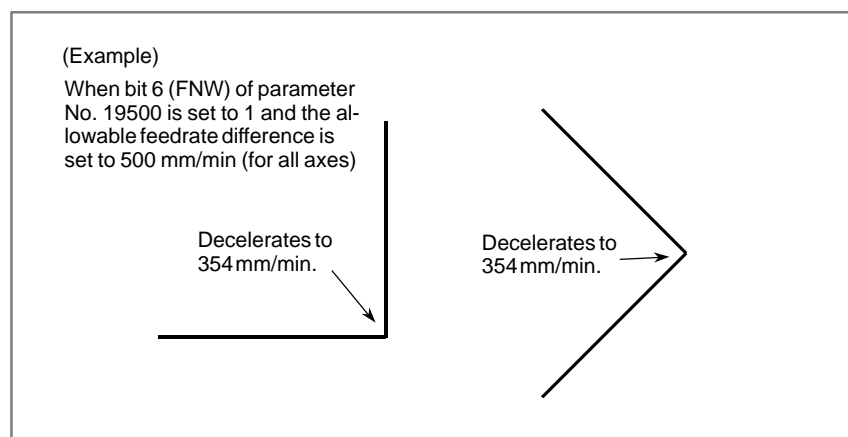 (Example)
When bit 6 (FNW) of parameter
No. 19500 is set to 1 and the al-
lowable feedrate difference is
set to 500 mm/min (for all axes)
Decelerates to
354 mm/min.
Decelerates to
354 mm/min.